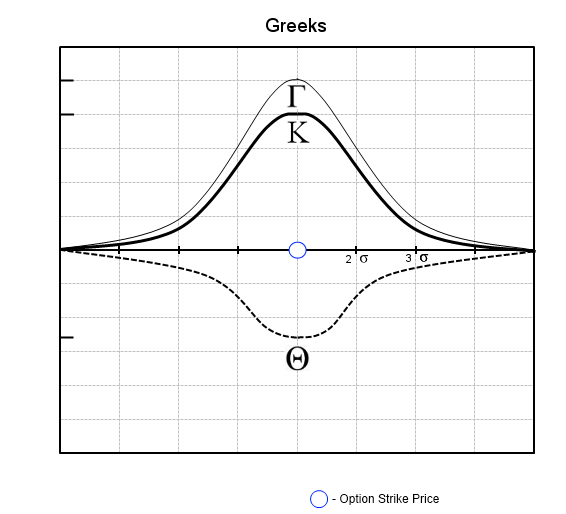 Greeks
Γ
K
2 σ
3 σ
Θ
- Option Strike Price